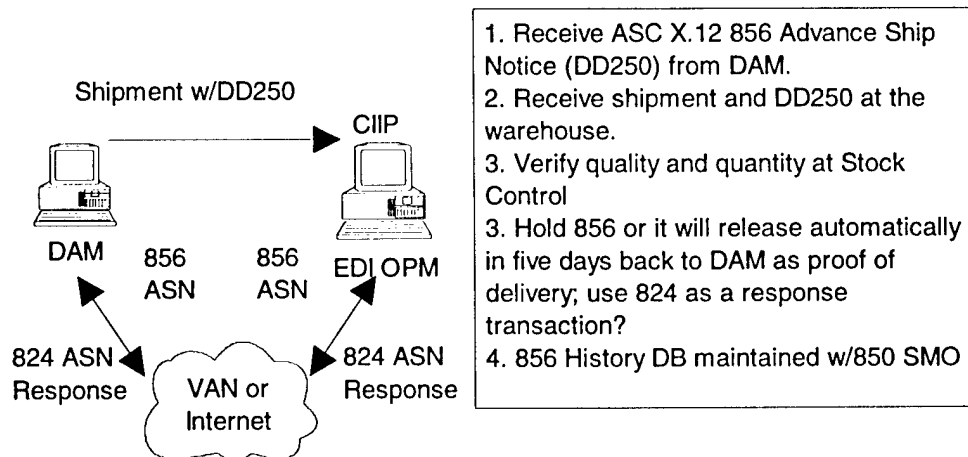 Shipment w/DD250
CIIP
DAM
EDI OPM
856
ASN
856
ASN
824 ASN
Response
824 ASN
Response
VAN or
Internet
1. Receive ASC X.12 856 Advance Ship
Notice (DD250) from DAM.
2. Receive shipment and DD250 at the
warehouse.
3. Verify quality and quantity at Stock
Control
3. Hold 856 or it will release automatically
in five days back to DAM as proof of
delivery; use 824 as a response
transaction?
4. 856 History DB maintained w/850 SMO